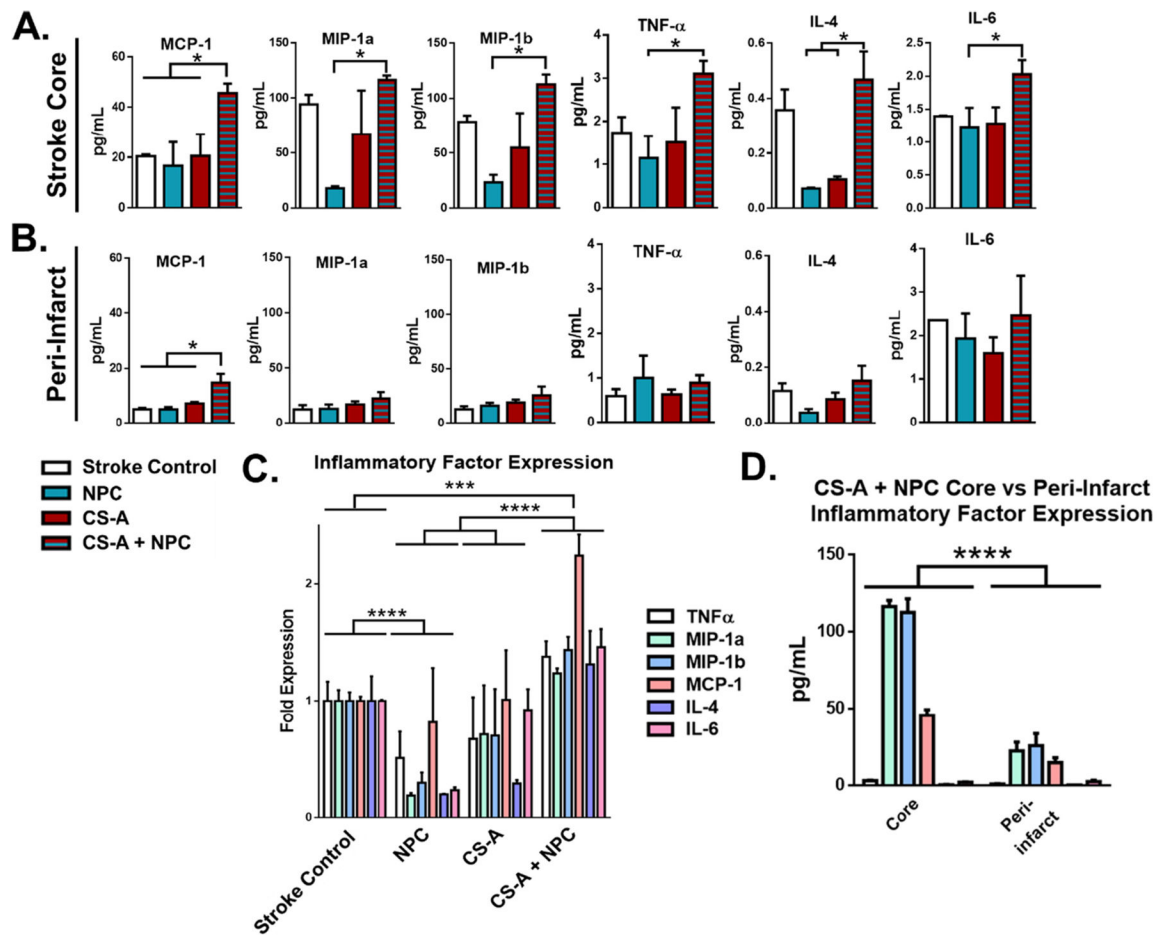 A.
Stroke Core
MCP-1
*
pg/mL
60
40
20
0
MIP-1a
*
pg/mL
150
100
50
0
MIP-1b
*
pg/mL
150
100
50
0
TNF-α
*
pg/mL
4
3
2
1
0
IL-4
*
pg/mL
0.6
0.4
0.2
0.0
IL-6
*
pg/mL
2.5
2.0
1.5
1.0
0.5
0.0
B.
Peri-Infarct
MCP-1
*
pg/mL
60
40
20
0
MIP-1a
pg/mL
150
100
50
0
MIP-1b
pg/mL
150
100
50
0
TNF-α
pg/mL
4
3
2
1
0
IL-4
pg/mL
0.6
0.4
0.2
0.0
IL-6
pg/mL
4
3
2
1
0
Stroke Control
NPC
CS-A
CS-A + NPC
C.
Inflammatory Factor Expression
***
****
****
Fold Expression
2
1
0
Stroke Control
NPC
CS-A
CS-A + NPC
TNFα
MIP-1a
MIP-1b
MCP-1
IL-4
IL-6
D.
CS-A + NPC Core vs Peri-Infarct
Inflammatory Factor Expression
****
pg/mL
150
100
50
0
Core
Peri-
infarct